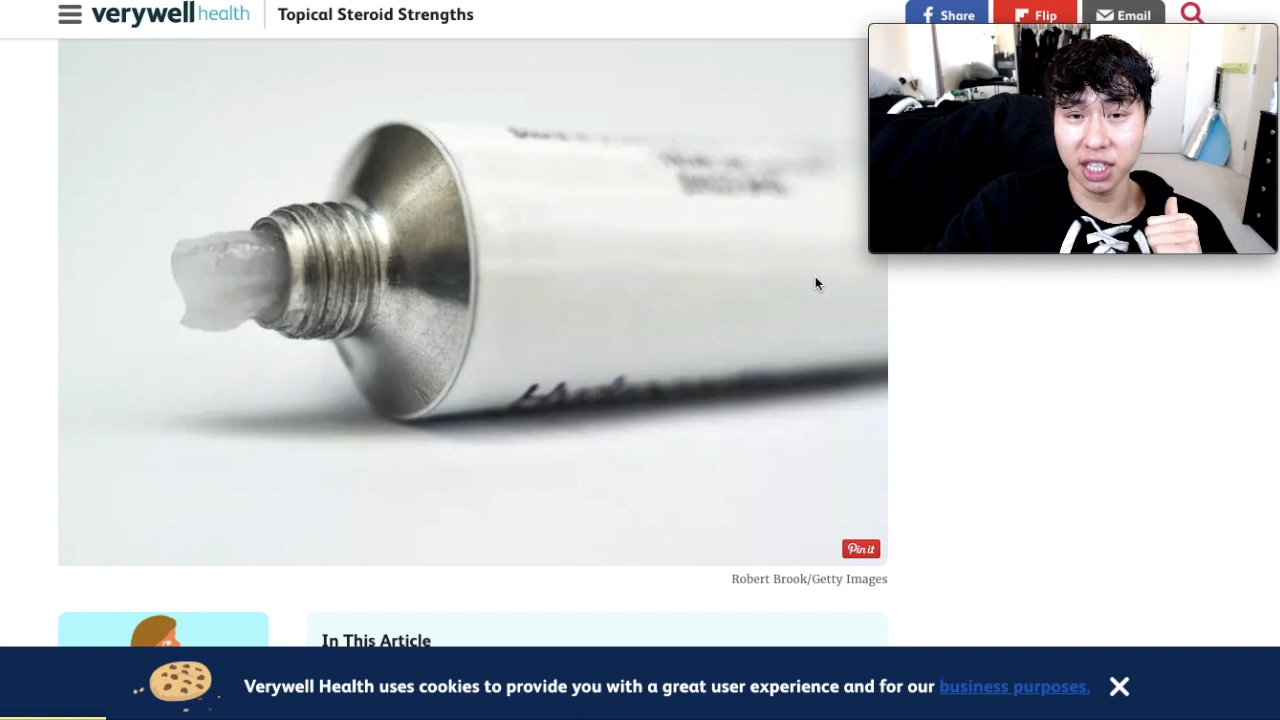 verywell health
Topical Steroid Strengths
Share
Flip
Email
Pin it
Robert Brook/Getty Images
In This Article
Verywell Health uses cookies to provide you with a great user experience and for our business purposes.